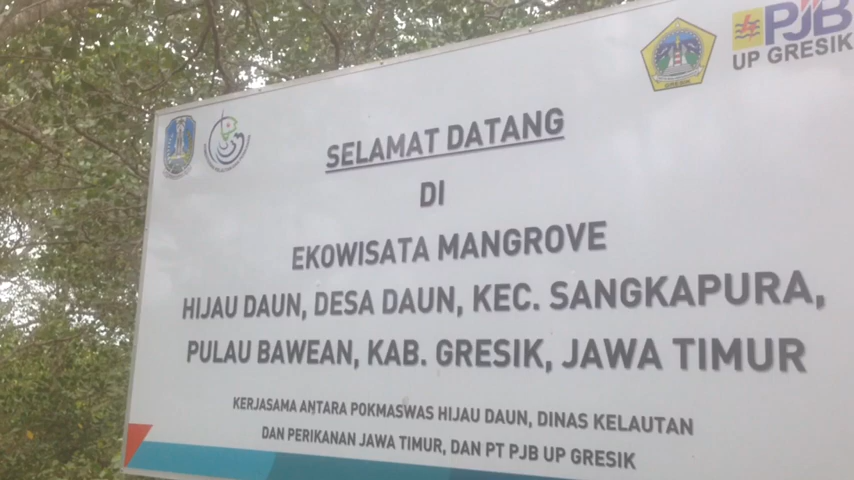 PJB
UP GRESIK
GRESIK
SELAMAT DATANG
DI
EKOWISATA MANGROVE
HIJAU DAUN, DESA DAUN, KEC. SANGKAPURA,
PULAU BAWEAN, KAB. GRESIK, JAWA TIMUR
KERJASAMA ANTARA POKMASWAS HIJAU DAUN, DINAS KELAUTAN
DAN PERIKANAN JAWA TIMUR, DAN PT PJB UP GRESIK